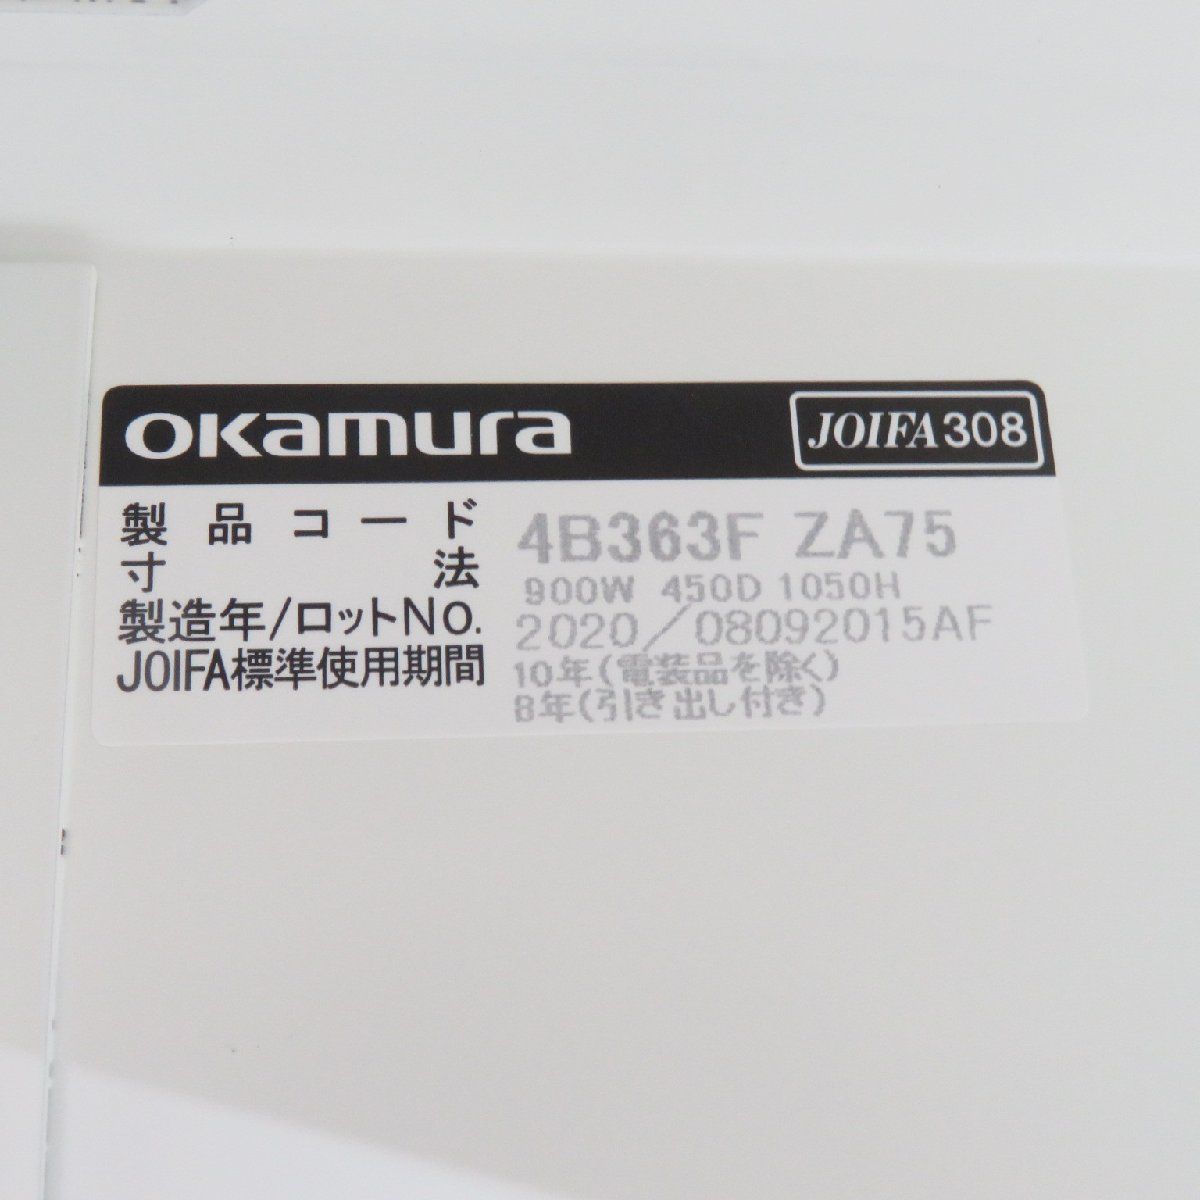 OKamura JOIFA308
製品コード 4B363F ZA75
寸法 900W 450D 1050H
製造年/ロットNo. 2020/08092015AF
JOIFA標準使用期間 10年(電装品を除く)
8年(引き出し付き)